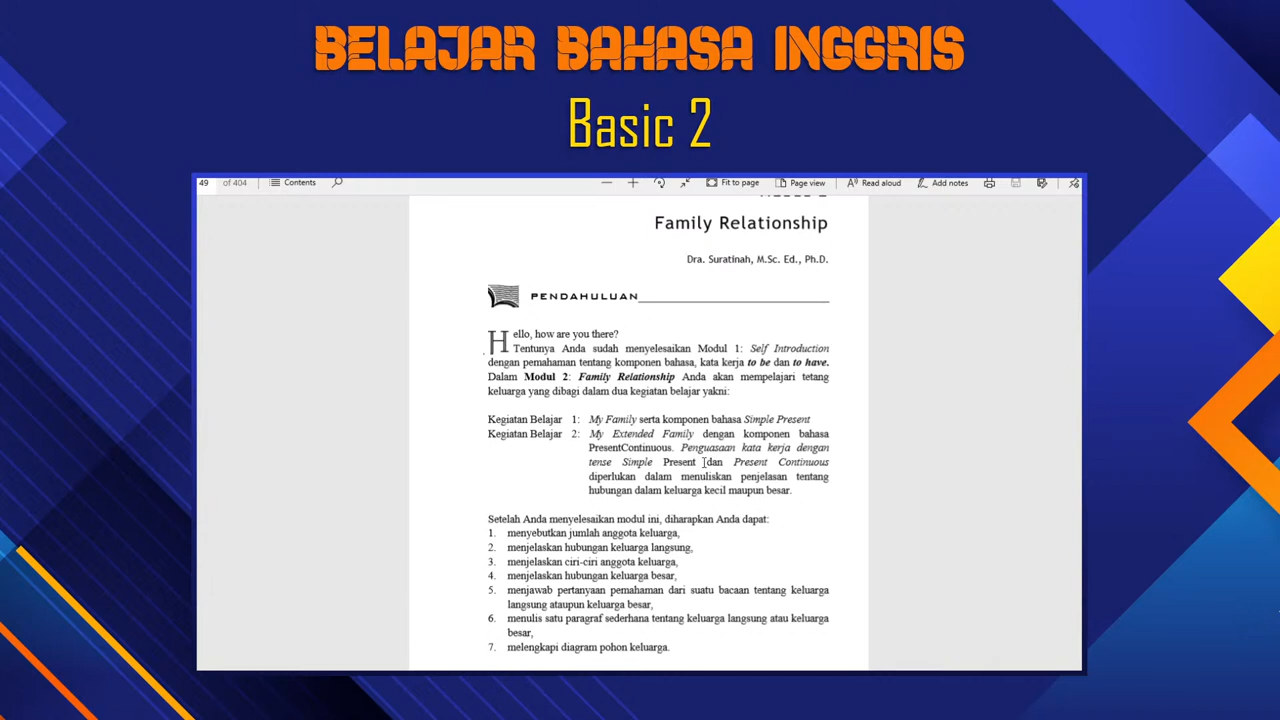 BELAJAR BAHASA INGGRIS
Basic 2
49 of 404 Contents Fit to page Page view Read aloud Add notes
Family Relationship
Dra. Suratinah, M.Sc. Ed., Ph.D.
PENDAHULUAN
Hello, how are you there?
Tentunya Anda sudah menyelesaikan Modul 1: Self Introduction
dengan pemahaman tentang komponen bahasa, kata kerja to be dan to have.
Dalam Modul 2: Family Relationship Anda akan mempelajari tetang
keluarga yang dibagi dalam dua kegiatan belajar yakni:
Kegiatan Belajar 1: My Family serta komponen bahasa Simple Present
Kegiatan Belajar 2: My Extended Family dengan komponen bahasa
PresentContinuous. Penguasaan kata kerja dengan
tense Simple Present dan Present Continuous
diperlukan dalam menuliskan penjelasan tentang
hubungan dalam keluarga kecil maupun besar.
Setelah Anda menyelesaikan modul ini, diharapkan Anda dapat:
1. menyebutkan jumlah anggota keluarga,
2. menjelaskan hubungan keluarga langsung,
3. menjelaskan ciri-ciri anggota keluarga,
4. menjelaskan hubungan keluarga besar,
5. menjawab pertanyaan pemahaman dari suatu bacaan tentang keluarga
langsung ataupun keluarga besar,
6. menulis satu paragraf sederhana tentang keluarga langsung atau keluarga
besar,
7. melengkapi diagram pohon keluarga.